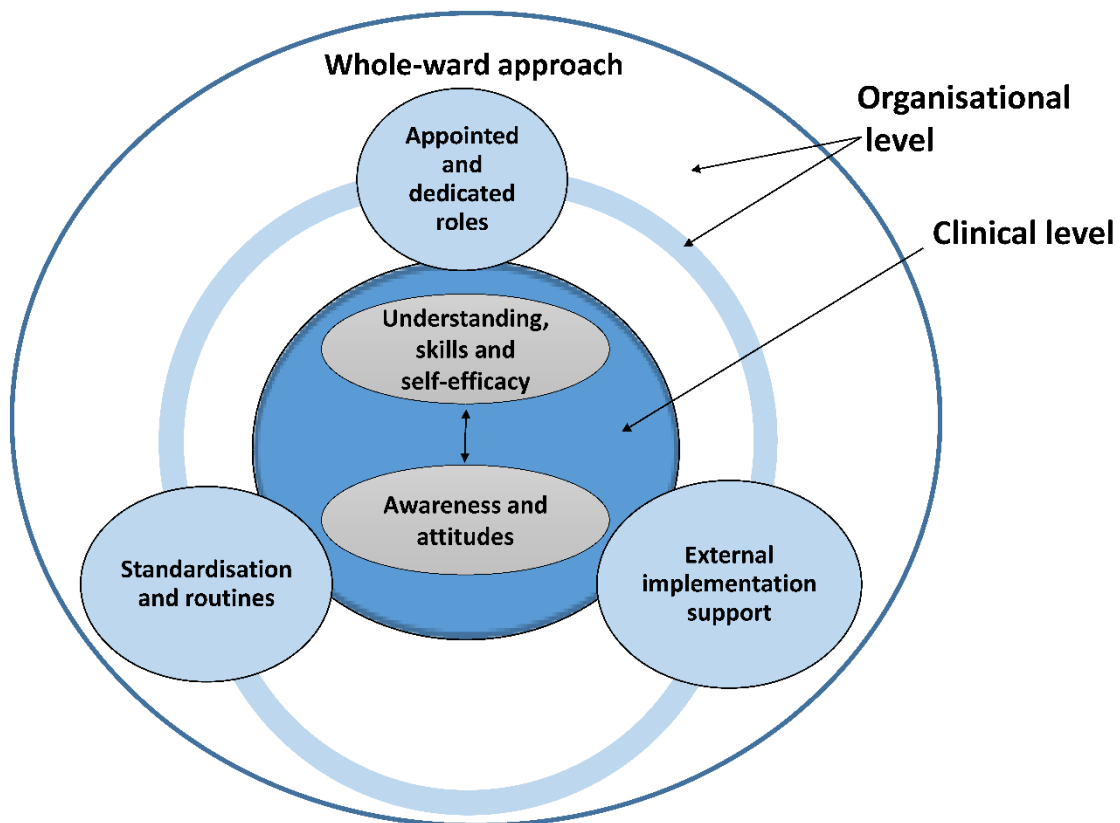 Whole-ward approach
Appointed
and
dedicated
roles
Organisational
level
Clinical level
Understanding,
skills and
self-efficacy
Awareness and
attitudes
Standardisation
and routines
External
implementation
support